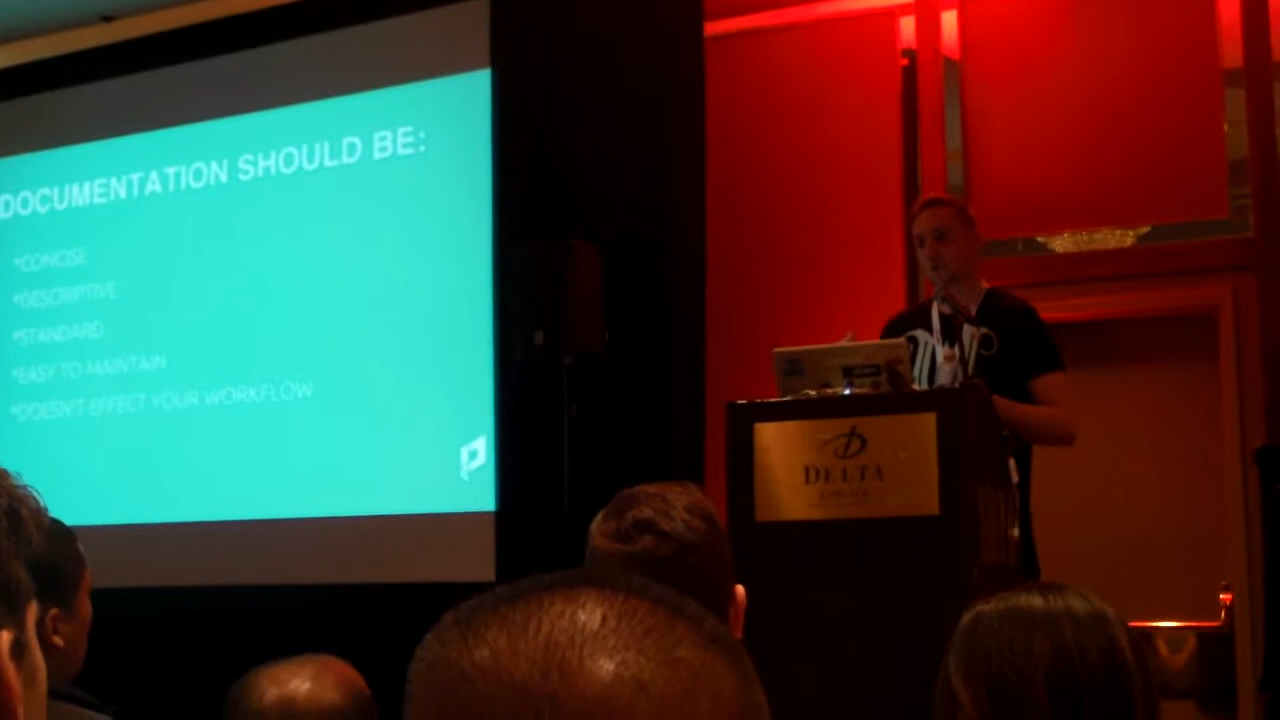 DOCUMENTATION SHOULD BE:
*CONCISE
*DESCRIPTIVE
*STANDARD
*EASY TO MAINTAIN
*DOESN'T EFFECT YOUR WORKFLOW
DELTA